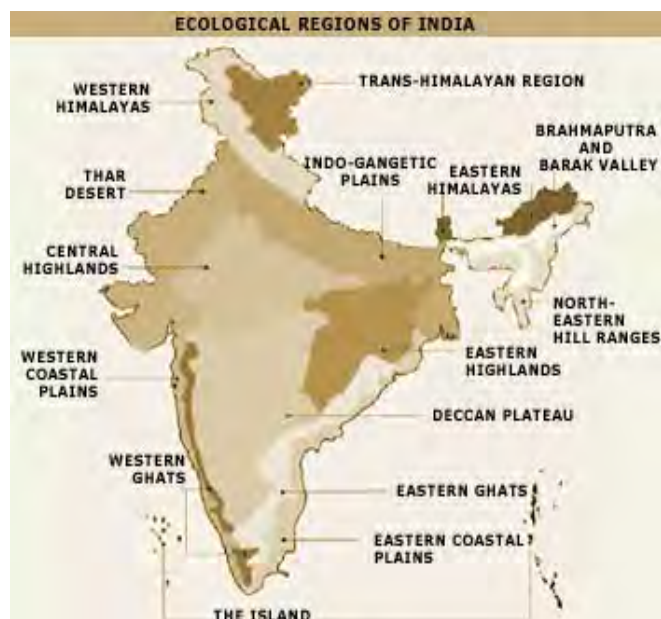 ECOLOGICAL REGIONS OF INDIA
TRANS-HIMALAYAN REGION
WESTERN
HIMALAYAS
BRAHMAPUTRA
AND
BARAK VALLEY
INDO-GANGETIC
PLAINS
EASTERN
HIMALAYAS
THAR
DESERT
CENTRAL
HIGHLANDS
NORTH-
EASTERN
HILL RANGES
WESTERN
COASTAL
PLAINS
EASTERN
HIGHLANDS
DECCAN PLATEAU
WESTERN
GHATS
EASTERN GHATS
EASTERN COASTAL
PLAINS
THE ISLAND